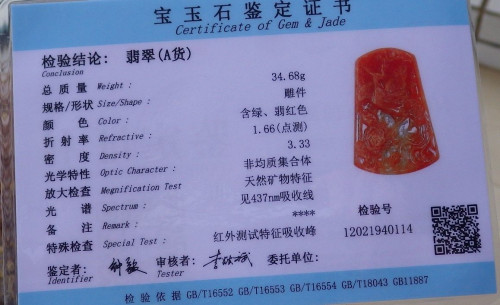 宝玉石鉴定证书
Certificate of Gem & Jade
检验结论: 翡翠(A货)
Conclusion
总质量 Weight : 34.68g
规格/形状 Size/Shape : 雕件
颜色 Color : 含绿、翡红色
折射率 Refractive : 1.66(点测)
密度 Density : 3.33
光学特性 Optic Character : 非均质集合体
放大检查 Megnification Test 天然矿物特征
光谱 Spectrum : 见437nm吸收线
备注 Remark : ****
特殊检查 Special Test : 红外测试特征吸收峰
检验号
12021940114
鉴定者: 审核者: 委托单位:
Identifier Tester
检验依据 GB/T16552 GB/T16553 GB/T16554 GB/T18043 GB11887